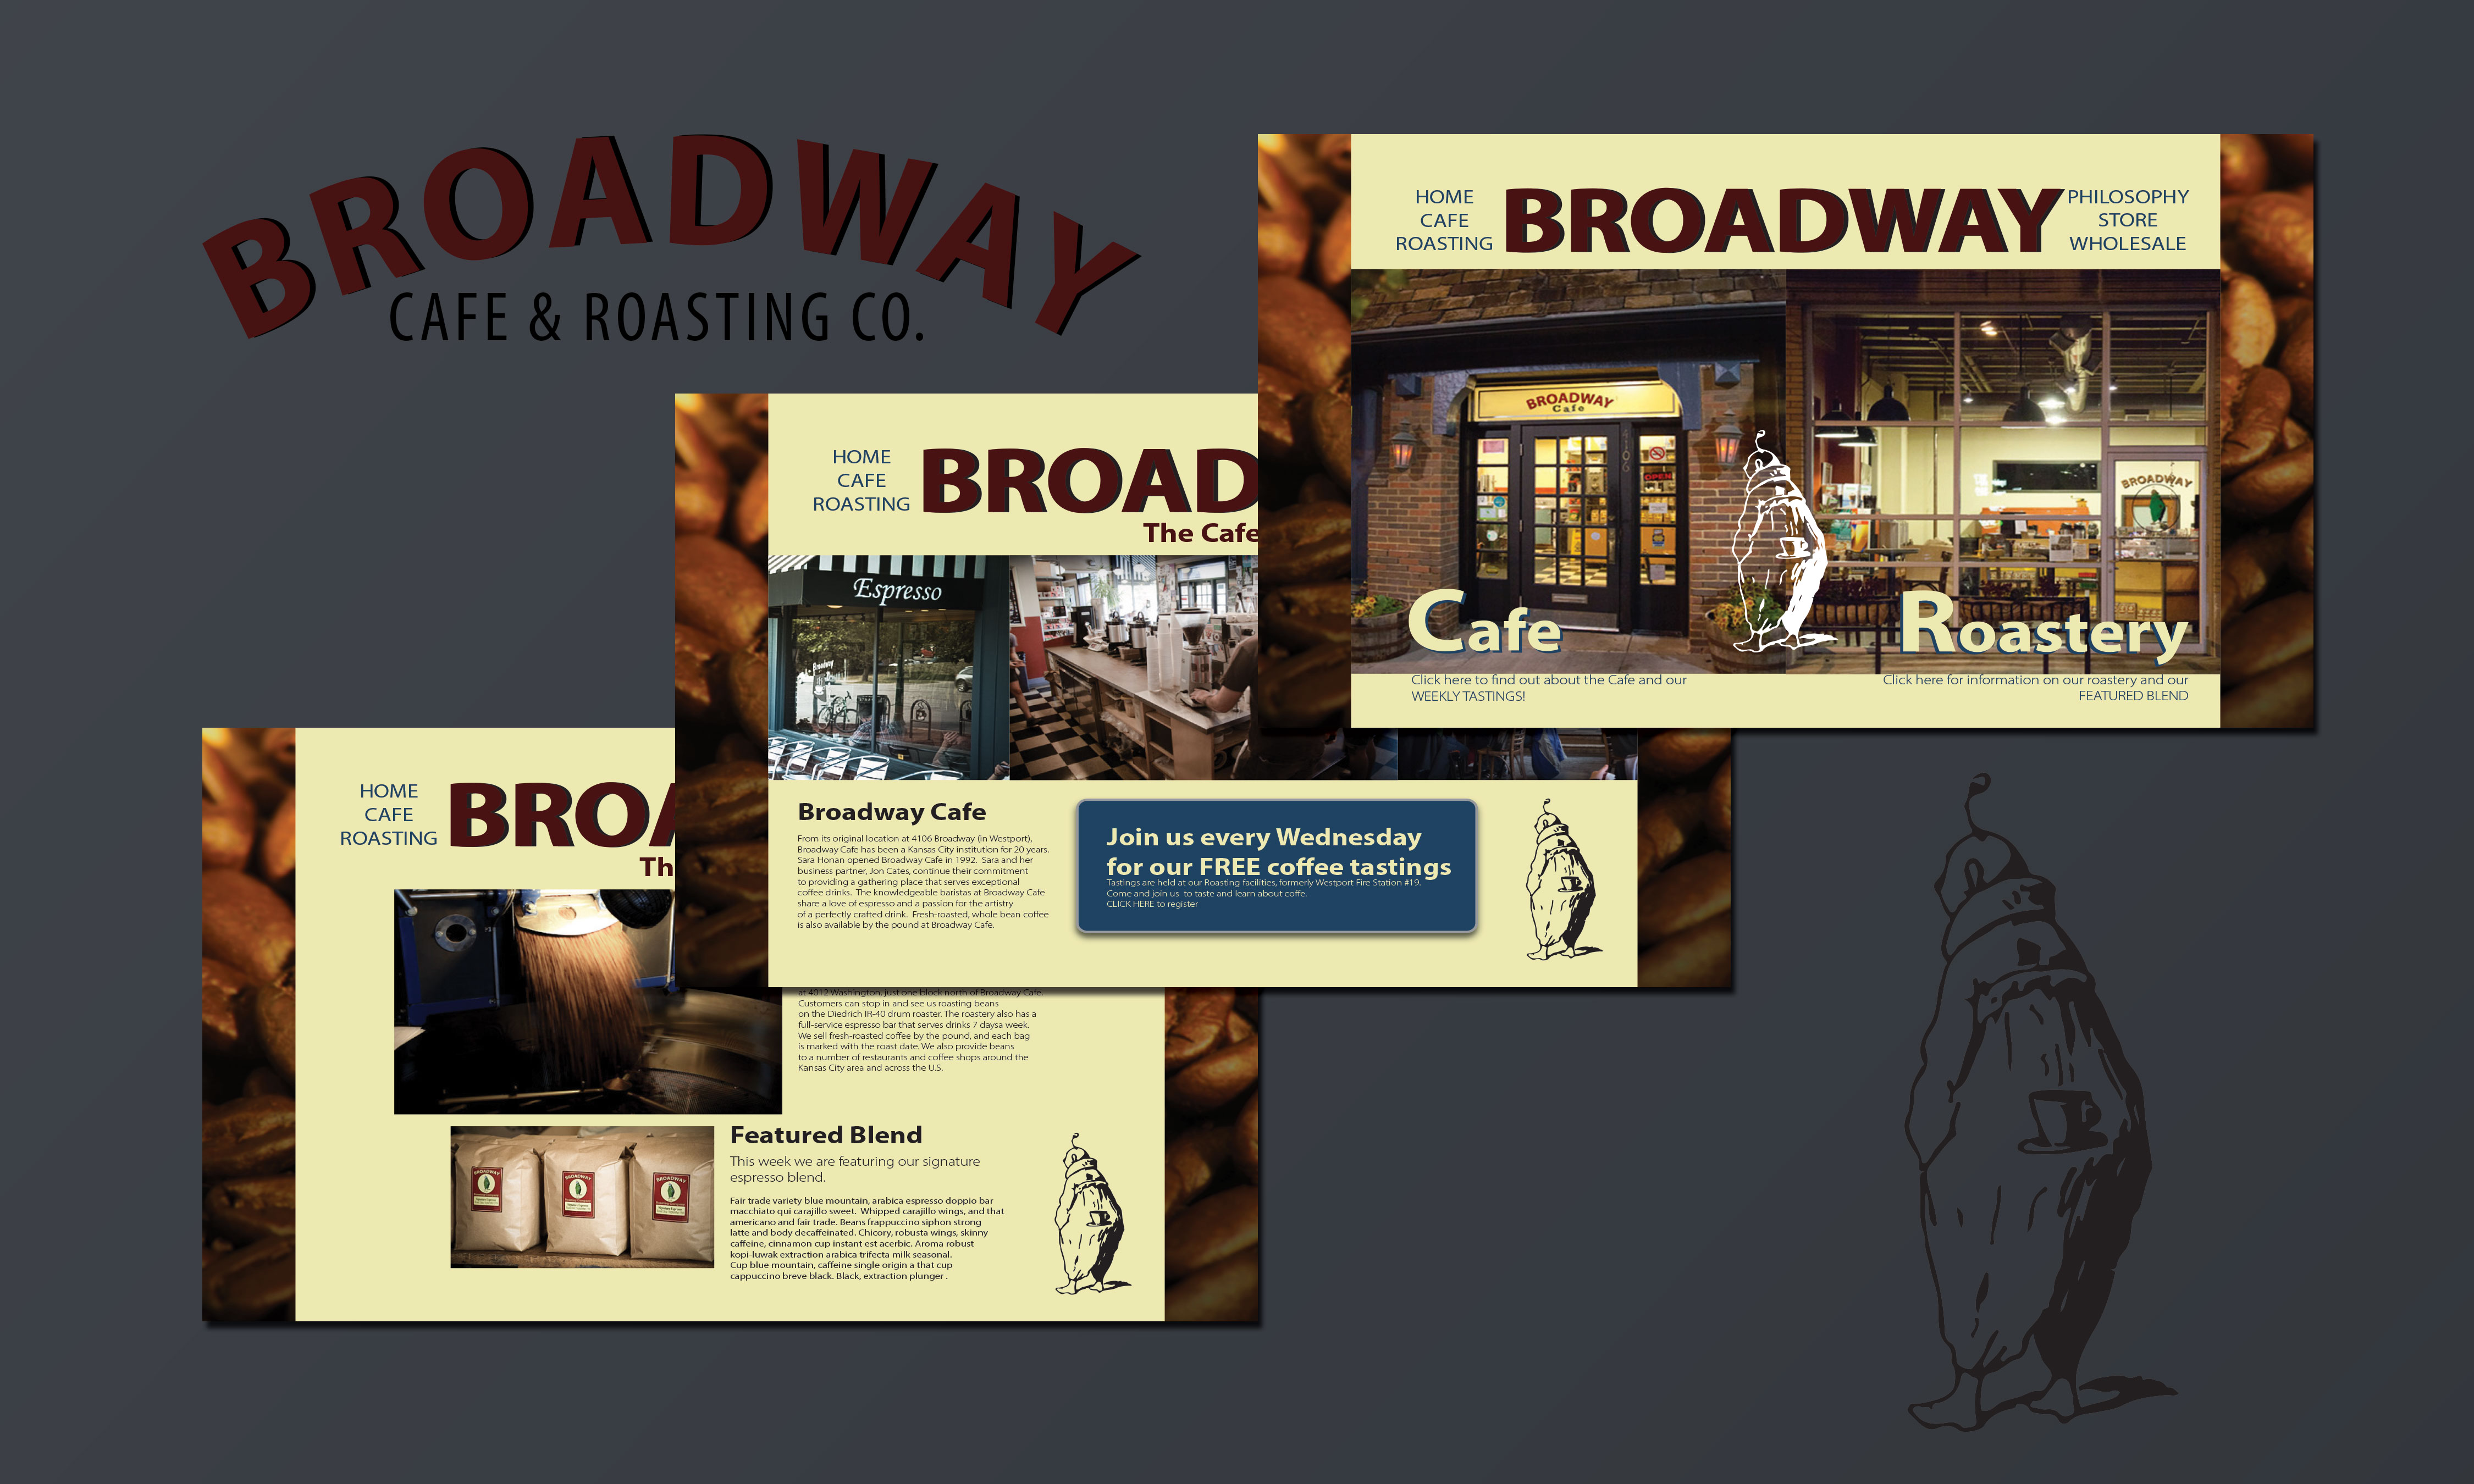 BROADWAY
CAFE & ROASTING CO.
HOME
CAFE
ROASTING
BROADWAY
PHILOSOPHY
STORE
WHOLESALE
BROADWAY
Cafe
4106
OPEN
BROADWAY
Cafe
Roastery
Click here to find out about the Cafe and our
WEEKLY TASTINGS!
Click here for information on our roastery and our
FEATURED BLEND
HOME
CAFE
ROASTING
BROAD
The Cafe
Espresso
Broadway
Broadway Cafe
From its original location at 4106 Broadway (in Westport),
Broadway Cafe has been a Kansas City institution for 20 years.
Sara Honan opened Broadway Cafe in 1992. Sara and her
business partner, Jon Cates, continue their commitment
to providing a gathering place that serves exceptional
coffee drinks. The knowledgeable baristas at Broadway Cafe
share a love of espresso and a passion for the artistry
of a perfectly crafted drink. Fresh-roasted, whole bean coffee
is also available by the pound at Broadway Cafe.
Join us every Wednesday
for our FREE coffee tastings
Tastings are held at our Roasting facilities, formerly Westport Fire Station #19.
Come and join us to taste and learn about coffe.
CLICK HERE to register
HOME
CAFE
ROASTING
BROA
Th
at 4012 Washington, just one block north of Broadway Cafe.
Customers can stop in and see us roasting beans
on the Diedrich IR-40 drum roaster. The roastery also has a
full-service espresso bar that serves drinks 7 daysa week.
We sell fresh-roasted coffee by the pound, and each bag
is marked with the roast date. We also provide beans
to a number of restaurants and coffee shops around the
Kansas City area and across the U.S.
BROADWAY
BROADWAY
BROADWAY
Featured Blend
This week we are featuring our signature
espresso blend.
Fair trade variety blue mountain, arabica espresso doppio bar
macchiato qui carajillo sweet. Whipped carajillo wings, and that
americano and fair trade. Beans frappuccino siphon strong
latte and body decaffeinated. Chicory, robusta wings, skinny
caffeine, cinnamon cup instant est acerbic. Aroma robust
kopi-luwak extraction arabica trifecta milk seasonal.
Cup blue mountain, caffeine single origin a that cup
cappuccino breve black. Black, extraction plunger .